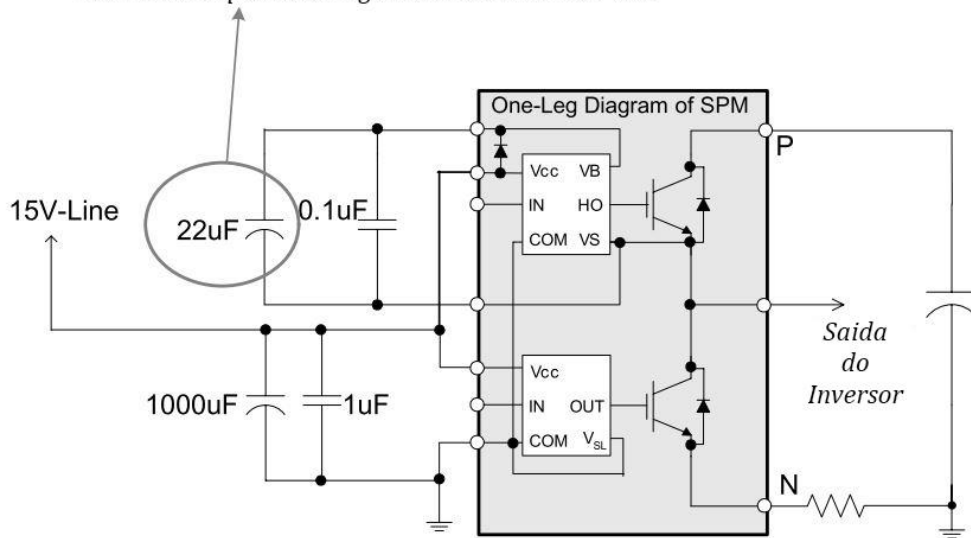 One-Leg Diagram of SPM
P
Vcc VB
15V-Line
22uF
0.1uF
IN HO
COM VS
Saida
do
Inversor
Vcc
1000uF
1uF
IN OUT
COM VSL
N